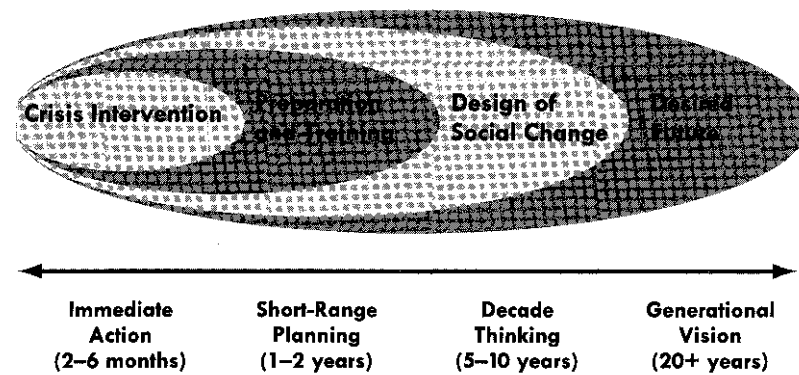 Crisis Intervention
Preparation
and Training
Design of
Social Change
Desired
Future
Immediate
Action
(2–6 months)
Short-Range
Planning
(1–2 years)
Decade
Thinking
(5–10 years)
Generational
Vision
(20+ years)